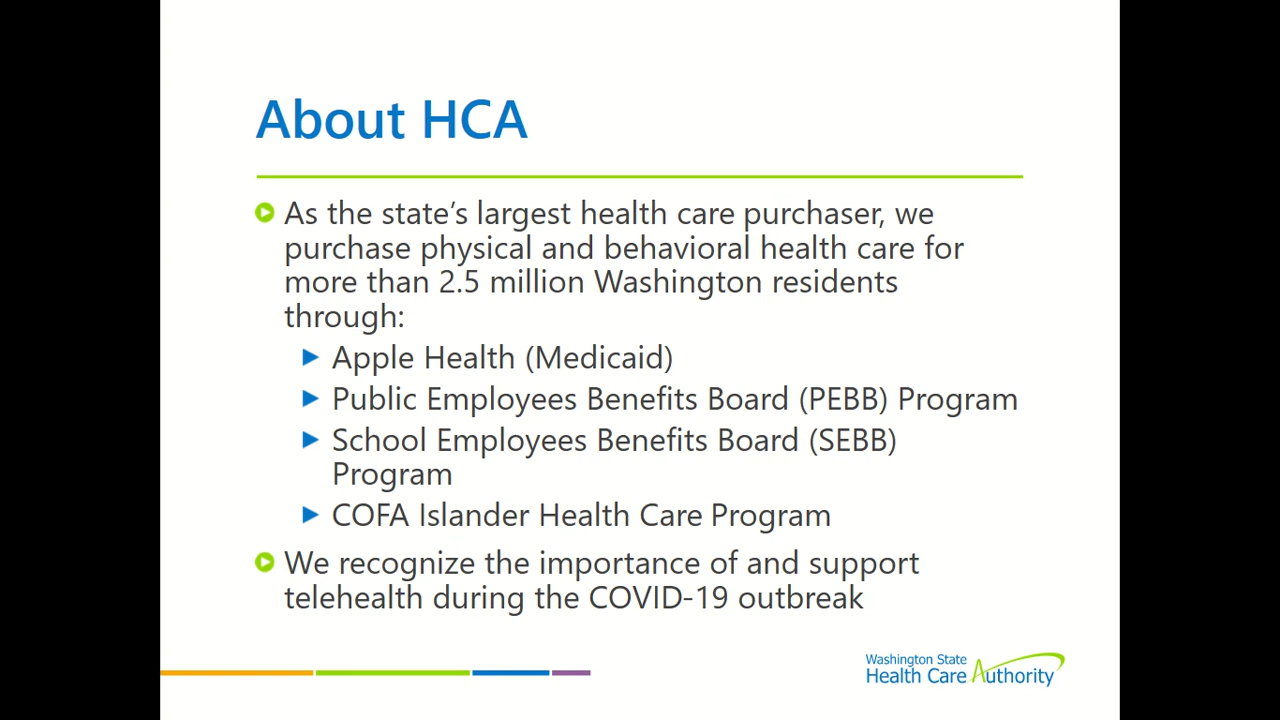 About HCA
As the state’s largest health care purchaser, we
purchase physical and behavioral health care for
more than 2.5 million Washington residents
through:
Apple Health (Medicaid)
Public Employees Benefits Board (PEBB) Program
School Employees Benefits Board (SEBB)
Program
COFA Islander Health Care Program
We recognize the importance of and support
telehealth during the COVID-19 outbreak
Washington State
Health Care Authority